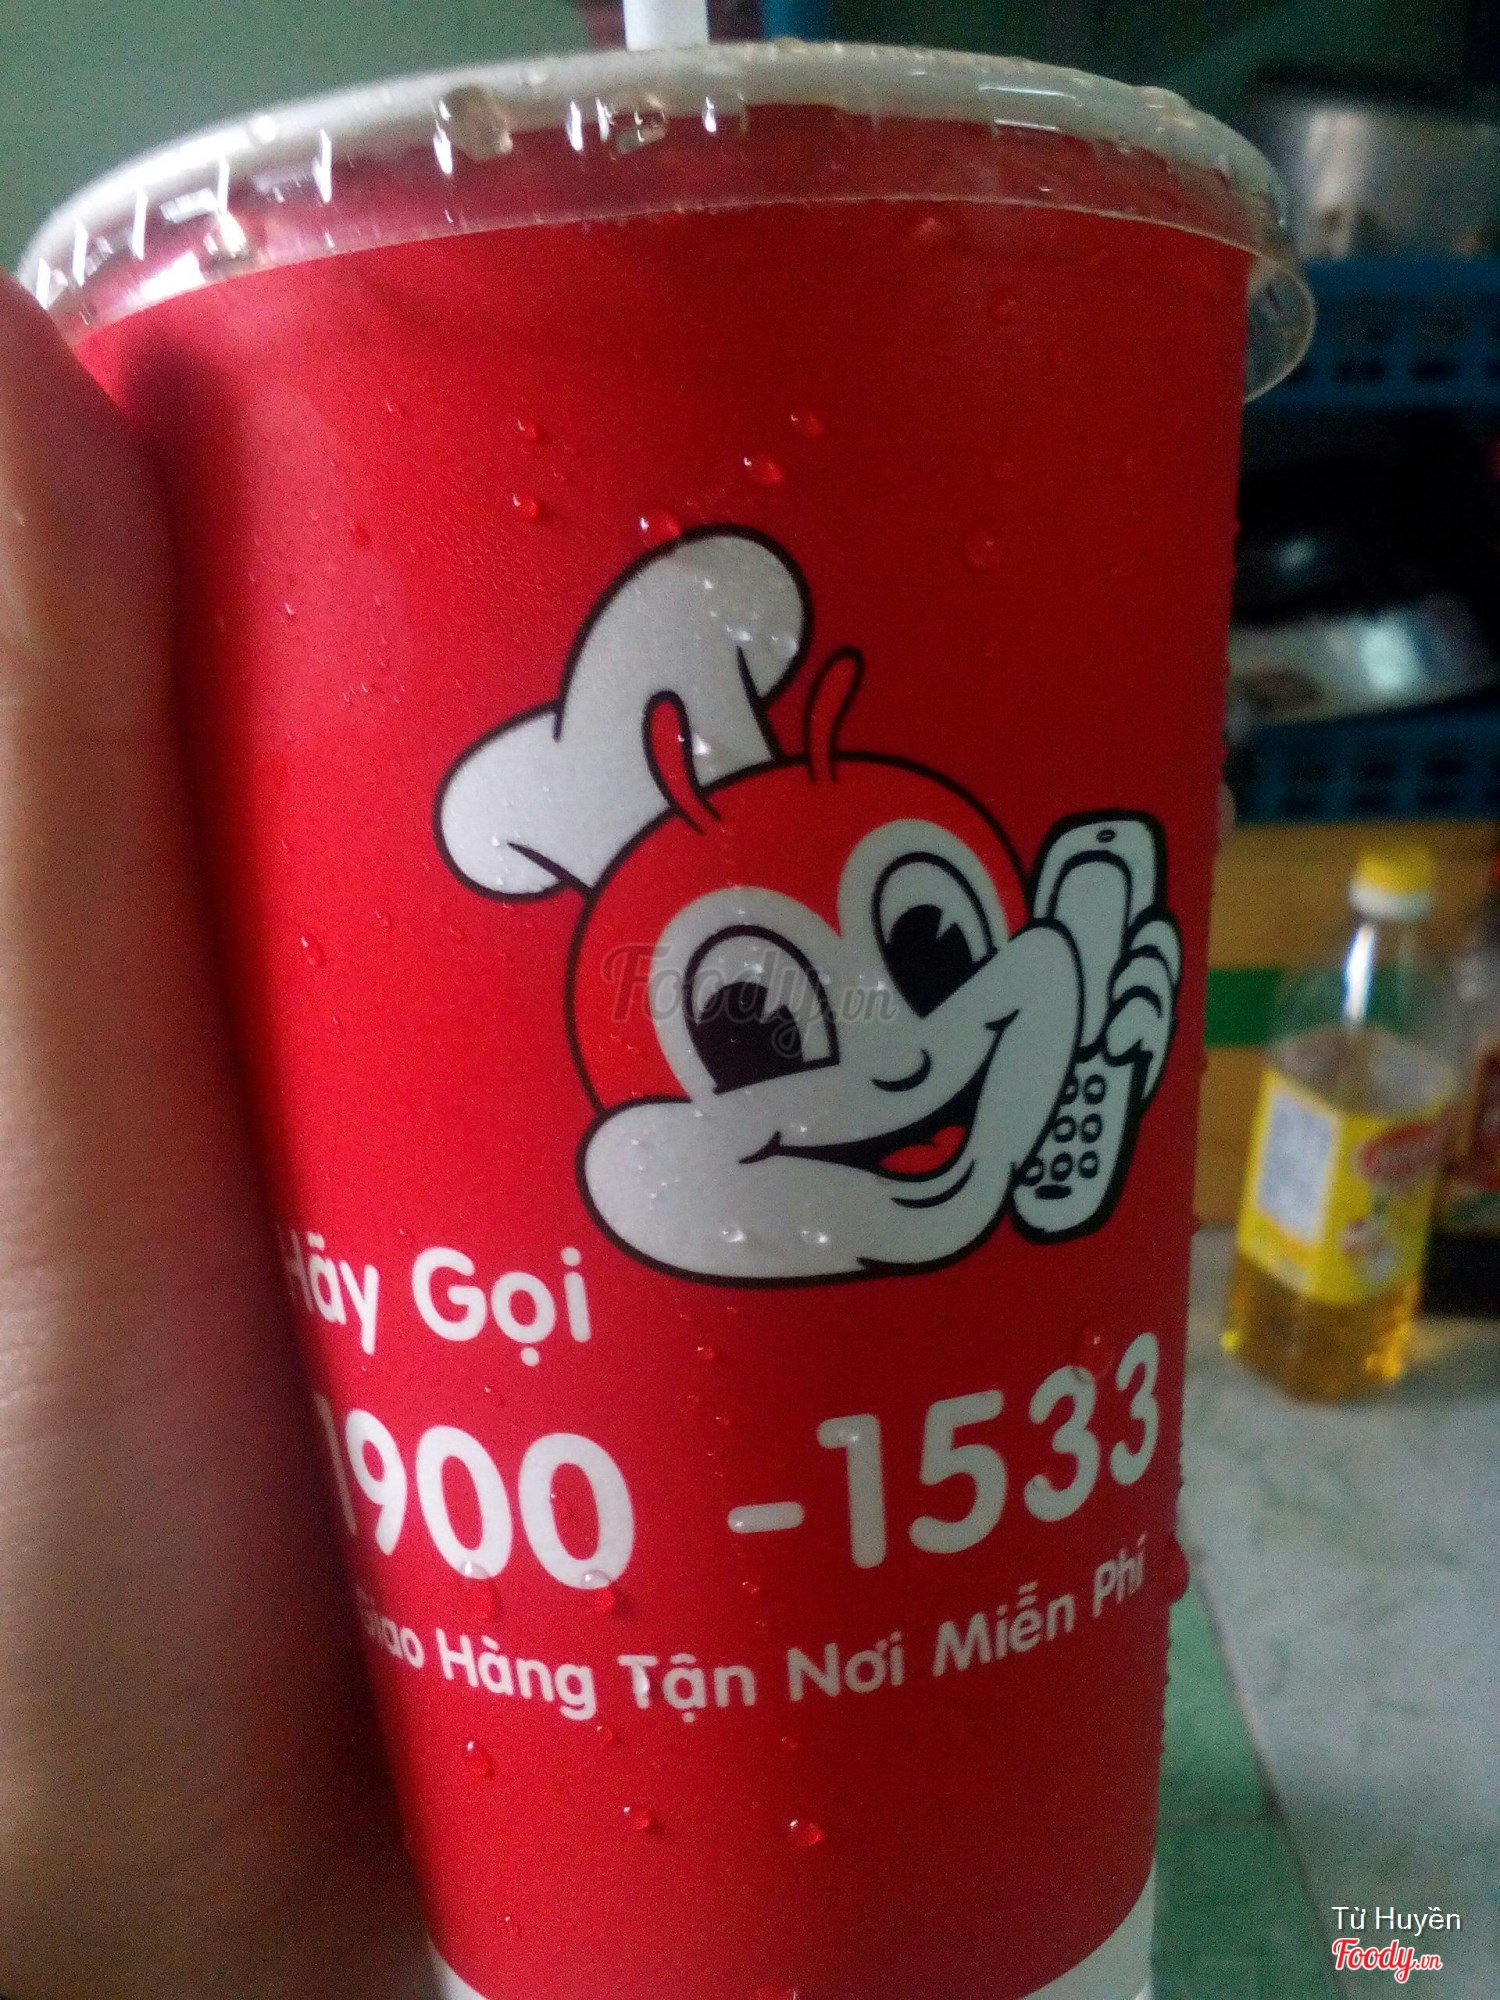 Foody.vn
Hãy Gọi
1900 -1533
Giao Hàng Tận Nơi Miễn Phí
Từ Huyền
Foody.vn